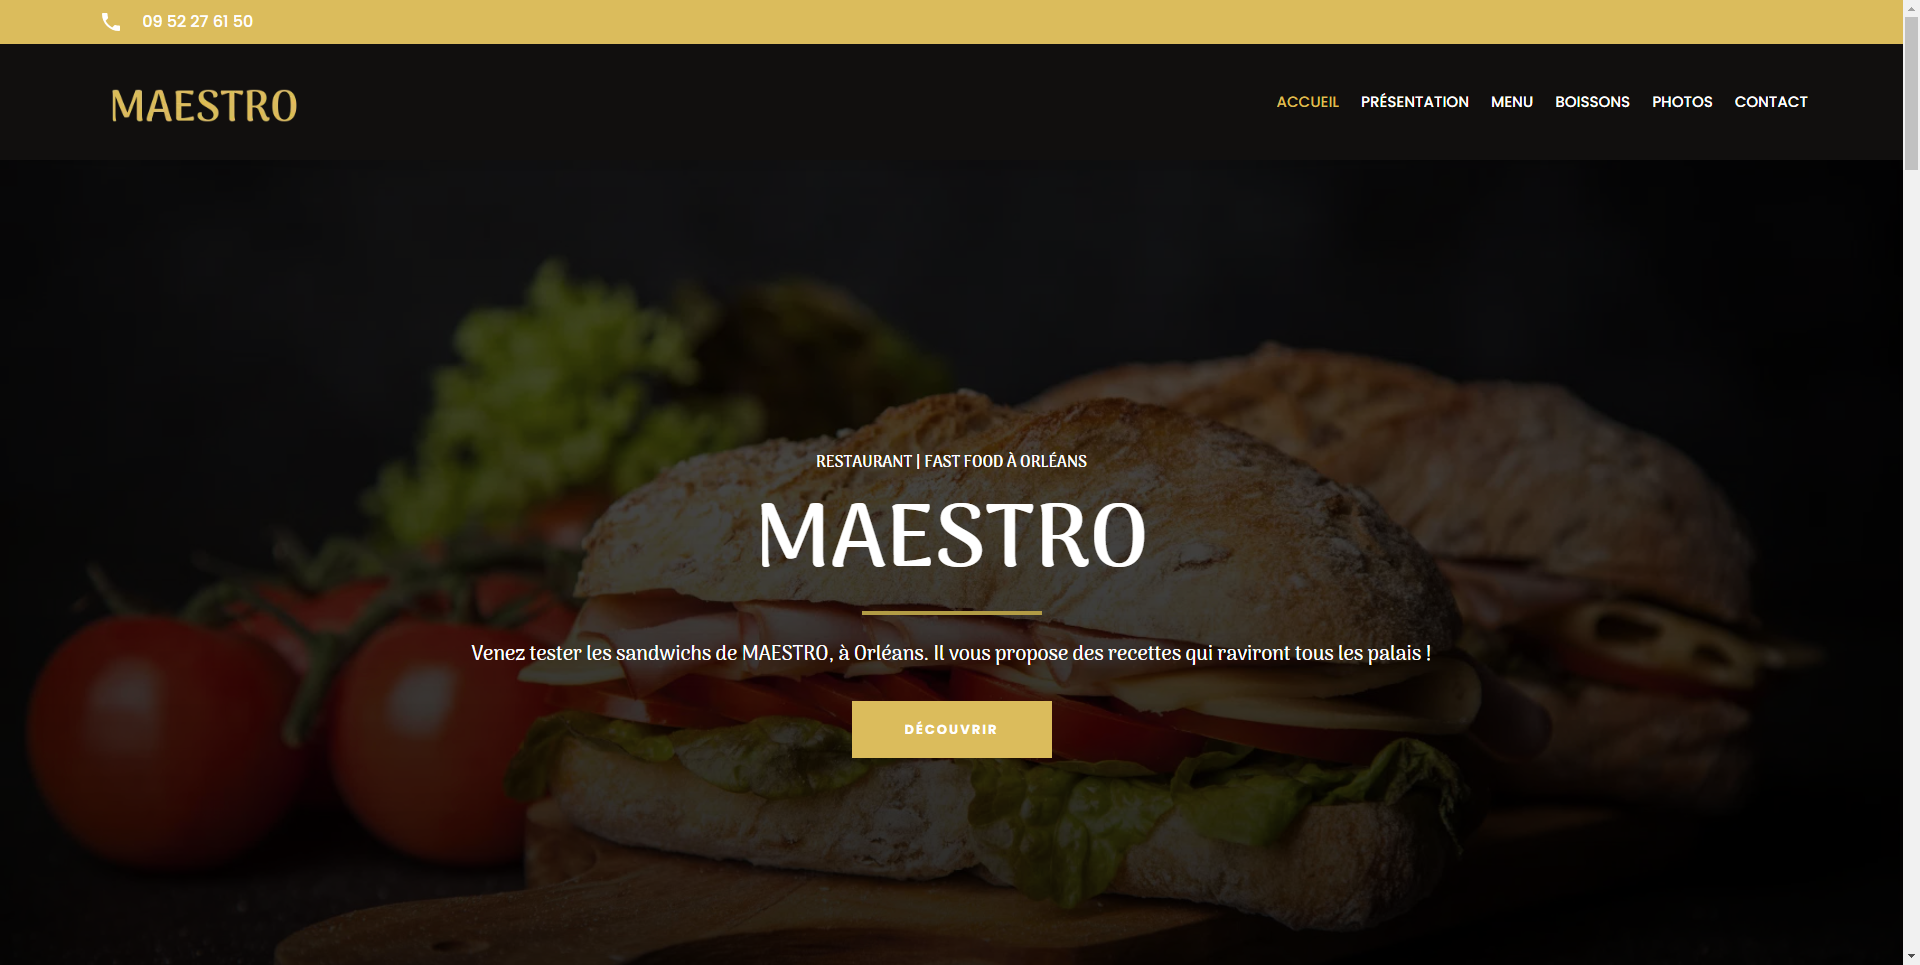 09 52 27 61 50
MAESTRO
ACCUEIL PRÉSENTATION MENU BOISSONS PHOTOS CONTACT
RESTAURANT | FAST FOOD À ORLÉANS
MAESTRO
Venez tester les sandwichs de MAESTRO, à Orléans. Il vous propose des recettes qui raviront tous les palais !
DÉCOUVRIR